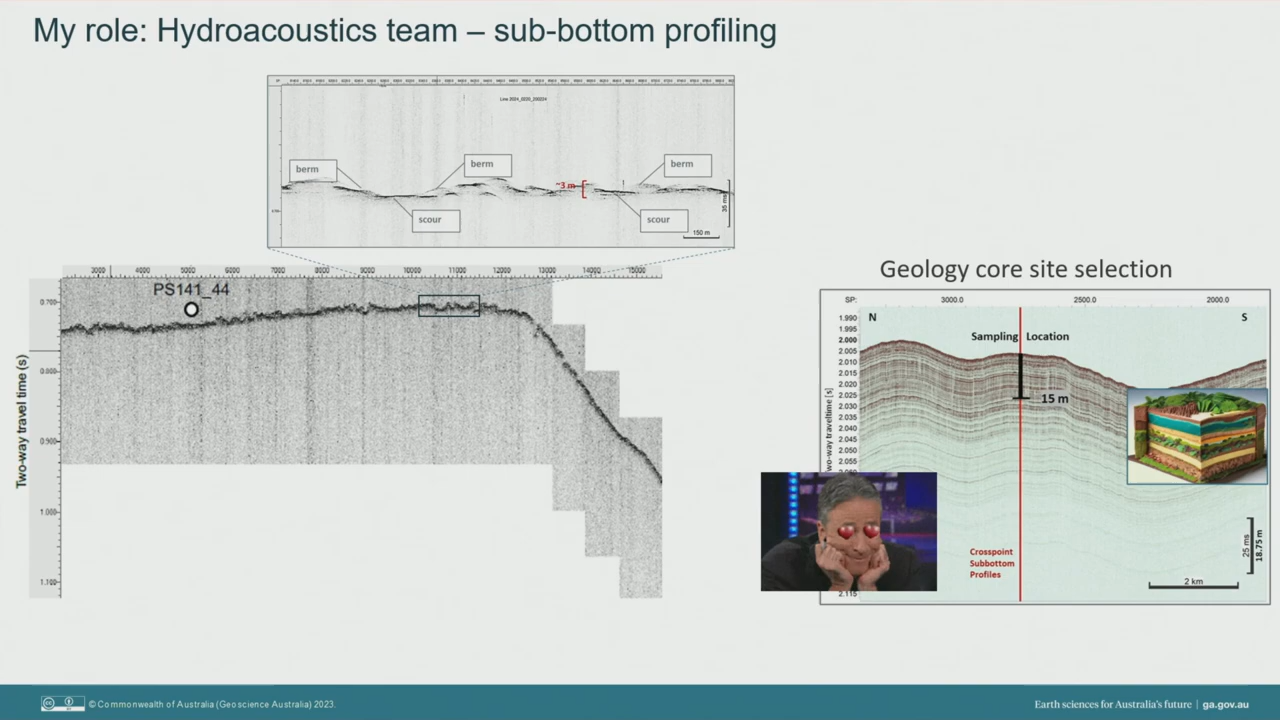 My role: Hydroacoustics team – sub-bottom profiling
Line 2024_0220_200224
berm
berm
berm
~3 m
scour
scour
35 ms
150 m
3000 4000 5000 6000 7000 8000 9000 10000 11000 12000 13000 14000 15000
PS141_44
0.700
0.800
0.900
1.000
1.100
Two-way travel time (s)
Geology core site selection
SP: 3000.0 2500.0 2000.0
N
S
1.990
1.995
2.000
2.005
2.010
2.015
2.020
2.025
2.030
2.035
2.040
2.045
2.050
2.055
2.115
Sampling Location
15 m
Crosspoint
Subbottom
Profiles
25 ms
18.75 m
2 km
© Commonwealth of Australia (Geoscience Australia) 2023.
Earth sciences for Australia's future | ga.gov.au